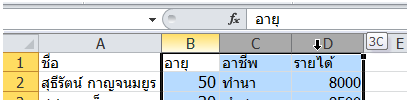 fx อายุ
A B C D 3C
1 ชื่อ อายุ อาชีพ รายได้
2 สุธีรัตน์ กาญจนมยูร 50 ทำนา 8000